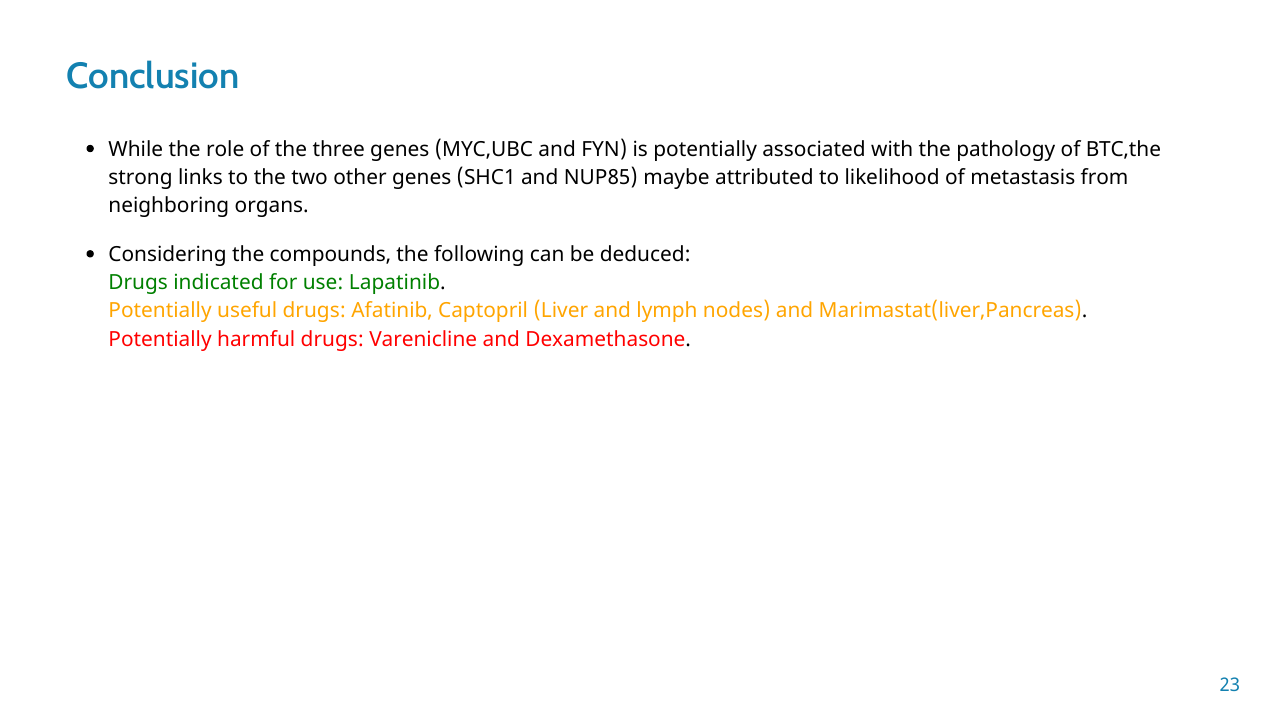 Conclusion
• While the role of the three genes (MYC,UBC and FYN) is potentially associated with the pathology of BTC,the
strong links to the two other genes (SHC1 and NUP85) maybe attributed to likelihood of metastasis from
neighboring organs.
• Considering the compounds, the following can be deduced:
Drugs indicated for use: Lapatinib.
Potentially useful drugs: Afatinib, Captopril (Liver and lymph nodes) and Marimastat(liver,Pancreas).
Potentially harmful drugs: Varenicline and Dexamethasone.
23